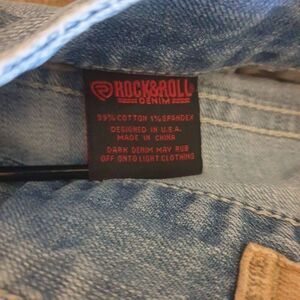 ROCK&ROLL
DENIM
99% COTTON 1% SPANDEX
DESIGNED IN U.S.A.
MADE IN CHINA
DARK DENIM MAY RUB
OFF ONTO LIGHT CLOTHING